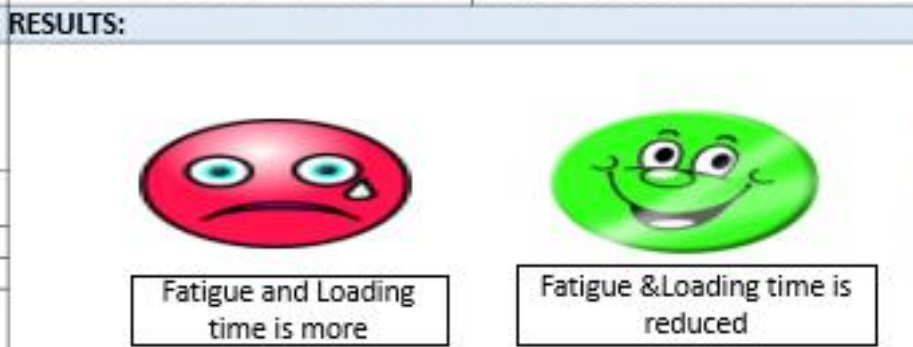 RESULTS:
Fatigue and Loading
time is more
Fatigue &Loading time is
reduced